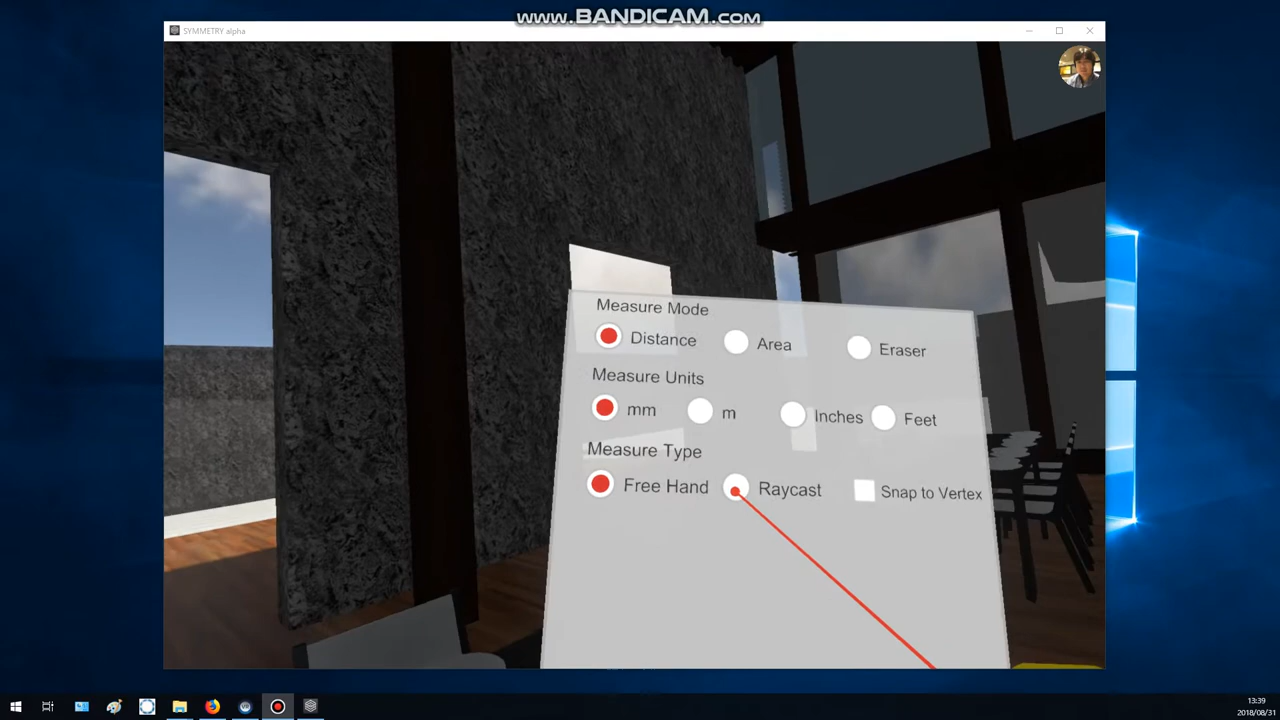 www.BANDICAM.com
SYMMETRY alpha
Measure Mode
Distance Area Eraser
Measure Units
mm m Inches Feet
Measure Type
Free Hand Raycast Snap to Vertex
13:39
2018/08/31